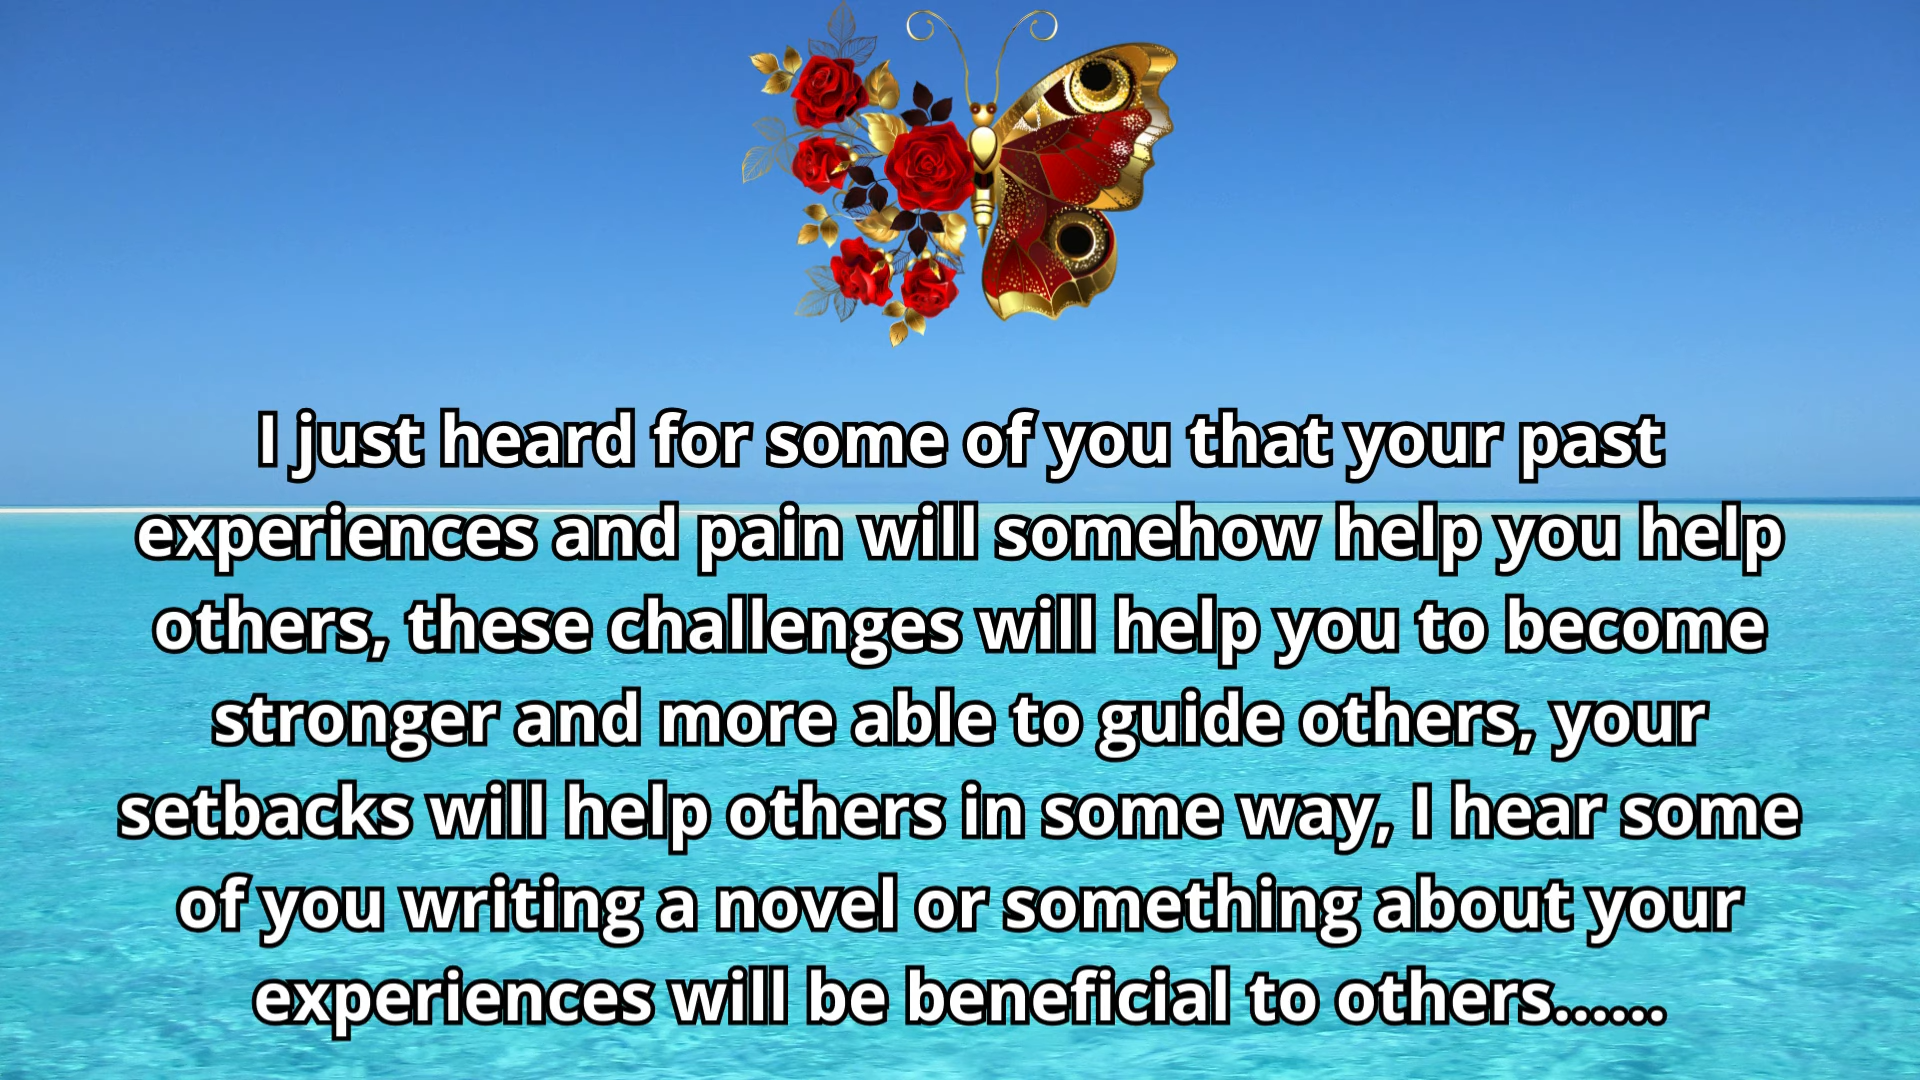 I just heard for some of you that your past
experiences and pain will somehow help you help
others, these challenges will help you to become
stronger and more able to guide others, your
setbacks will help others in some way, I hear some
of you writing a novel or something about your
experiences will be beneficial to others......